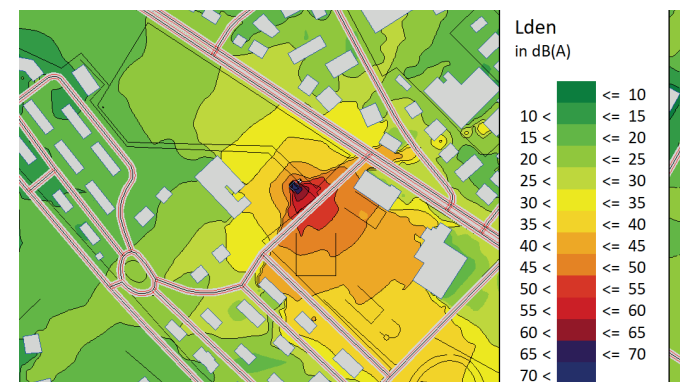 Lden
in dB(A)
<= 10
10 < <= 15
15 < <= 20
20 < <= 25
25 < <= 30
30 < <= 35
35 < <= 40
40 < <= 45
45 < <= 50
50 < <= 55
55 < <= 60
60 < <= 65
65 < <= 70
70 <